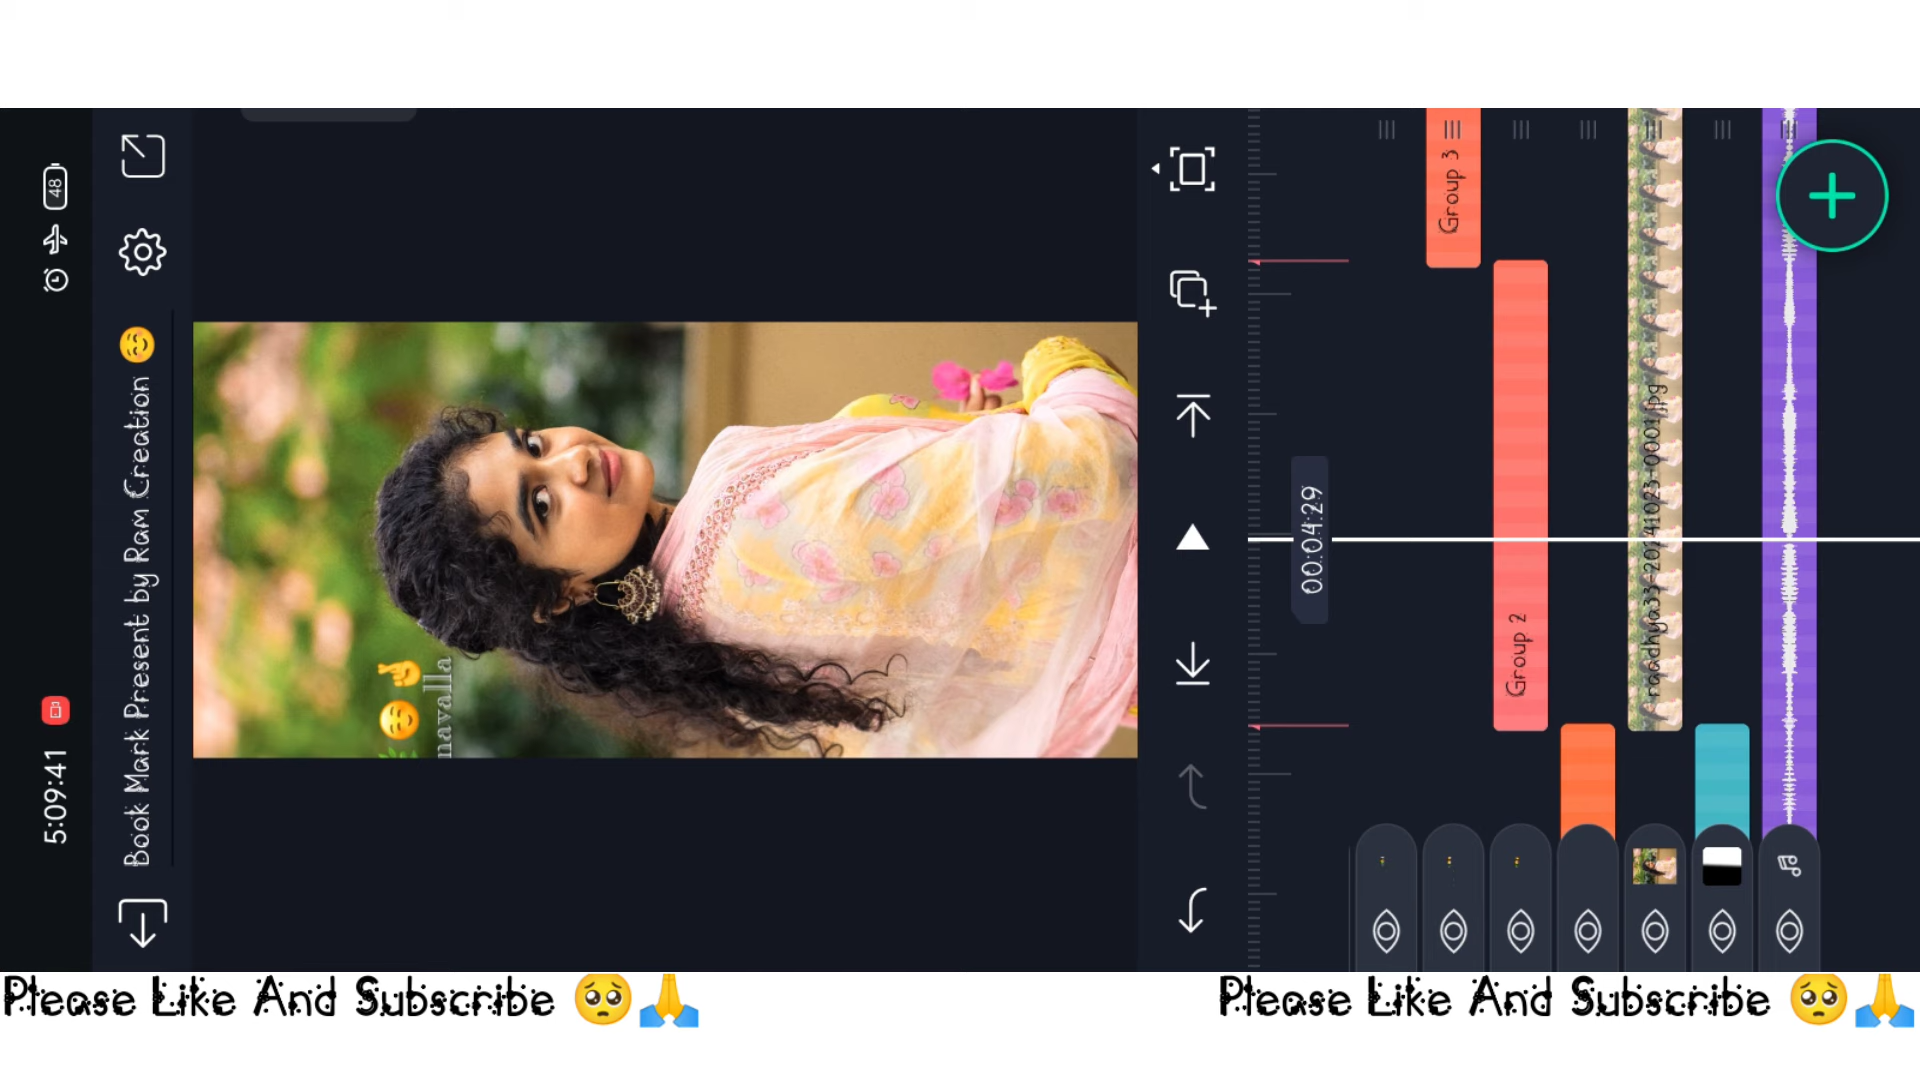 5:09:41
48
Book Mark Present by Ram Creation 😊
navalla
00:04:29
Group 3
Group 2
Please Like And Subscribe 🥺🙏
Please Like And Subscribe 🥺🙏